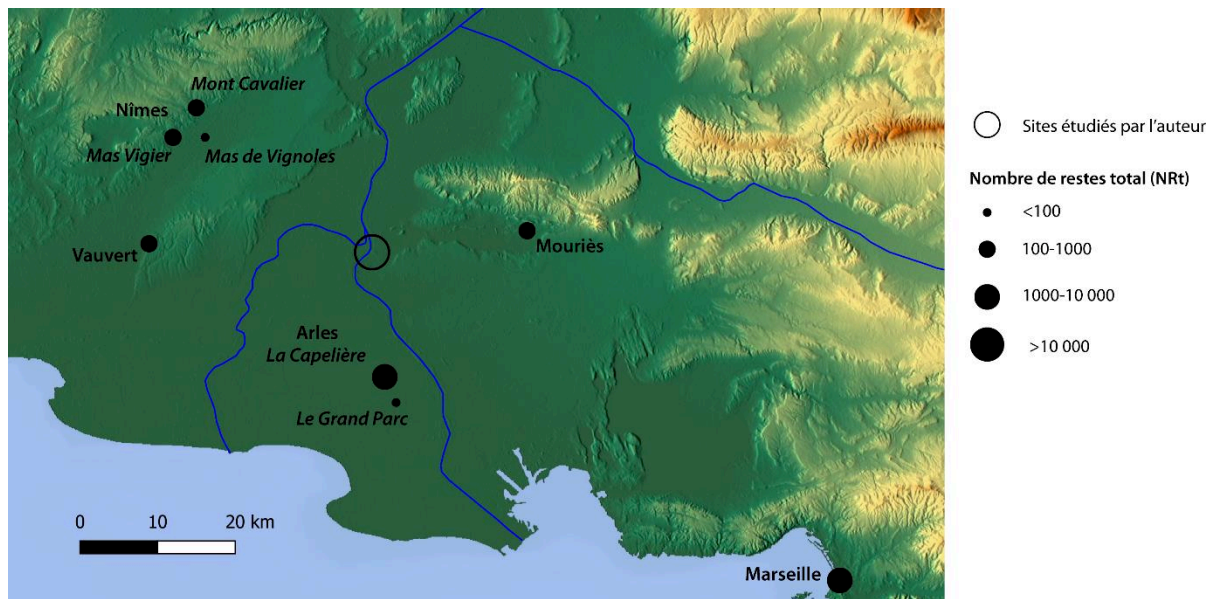 Mont Cavalier
Nîmes
Mas Vigier
Mas de Vignoles
Vauvert
Mouriès
Arles
La Capelière
Le Grand Parc
0 10 20 km
Marseille
Sites étudiés par l'auteur
Nombre de restes total (NRt)
<100
100-1000
1000-10 000
>10 000